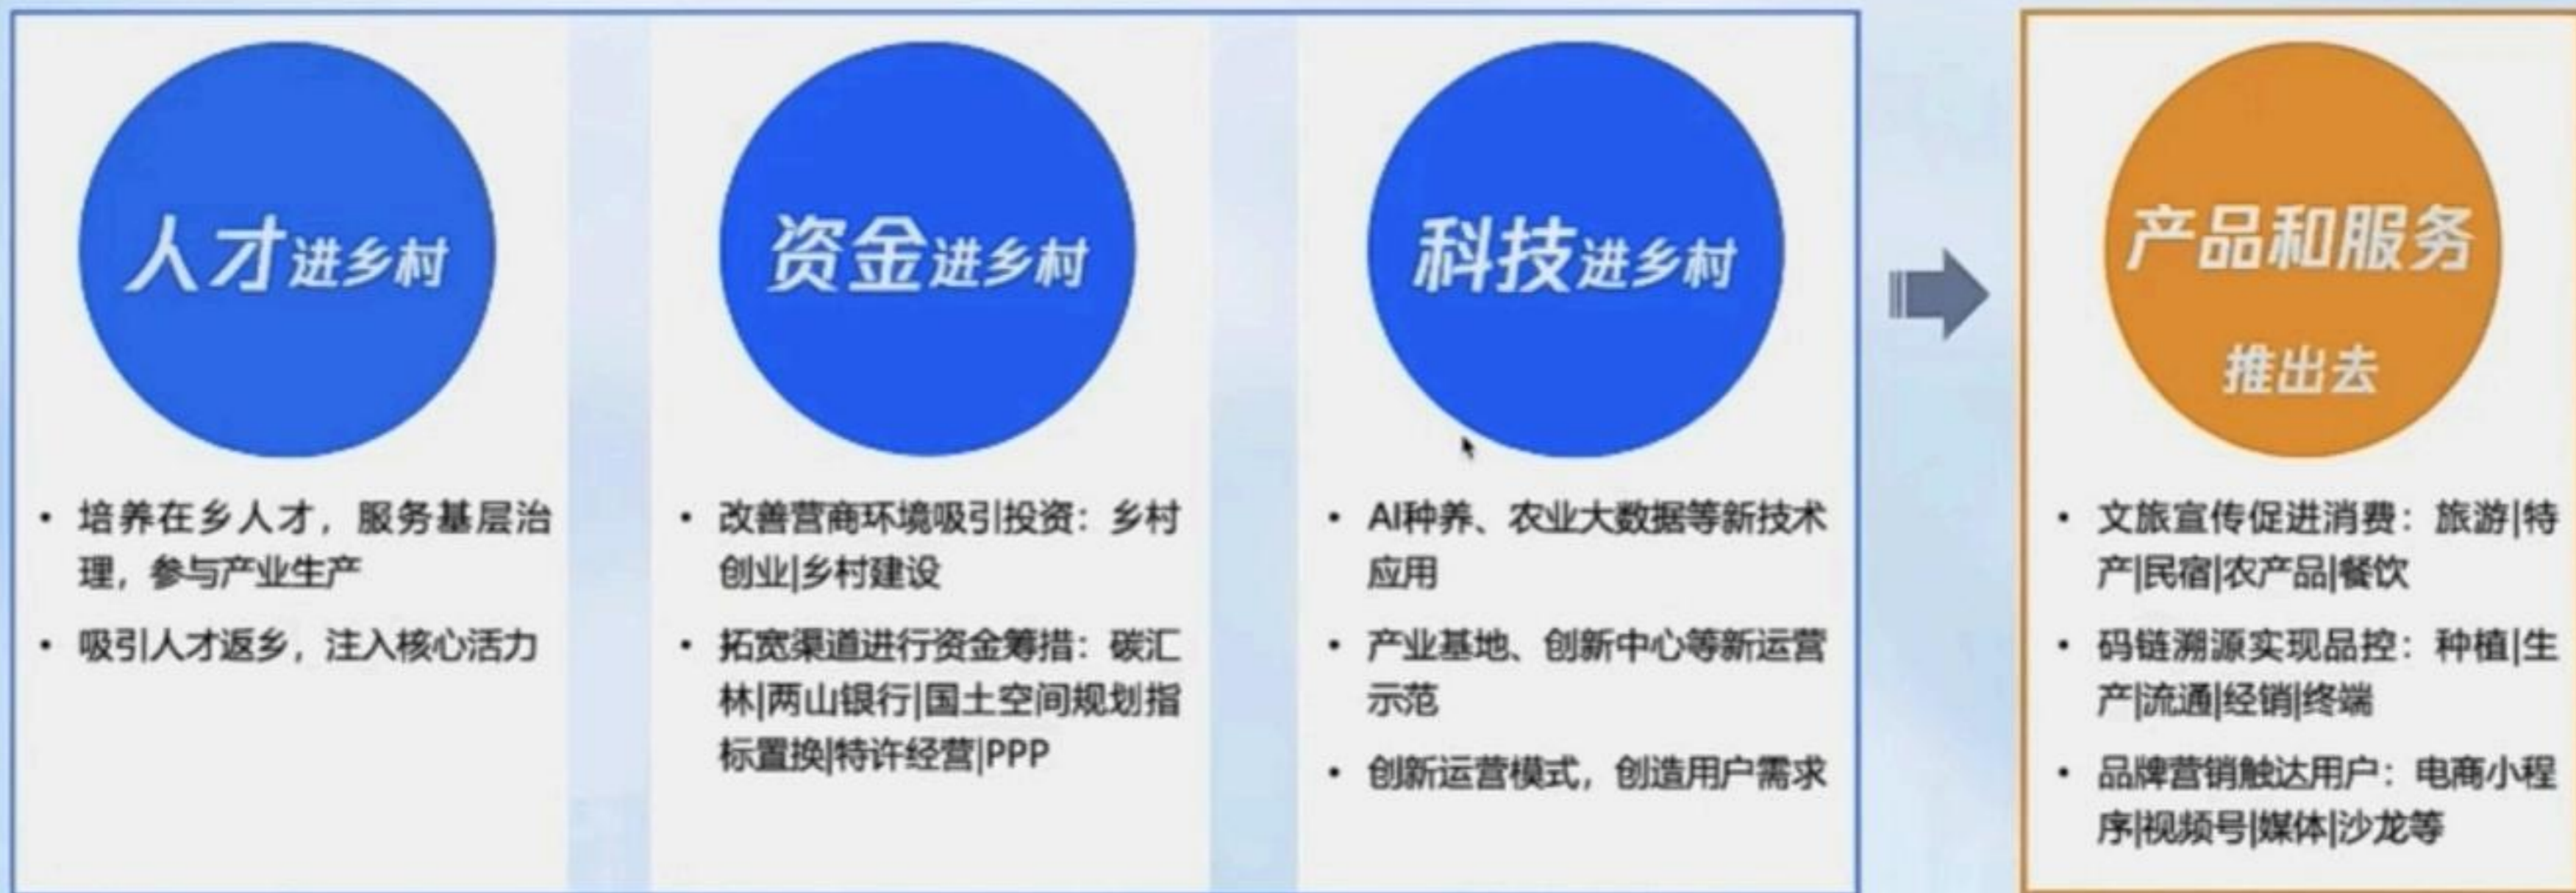 人才进乡村
培养在乡人才，服务基层治
理，参与产业生产
吸引人才返乡，注入核心活力
资金进乡村
改善营商环境吸引投资：乡村
创业|乡村建设
拓宽渠道进行资金筹措：碳汇
林|两山银行|国土空间规划指
标置换|特许经营|PPP
科技进乡村
AI种养、农业大数据等新技术
应用
产业基地、创新中心等新运营
示范
创新运营模式，创造用户需求
产品和服务
推出去
文旅宣传促进消费：旅游|特
产|民宿|农产品|餐饮
码链溯源实现品控：种植|生
产|流通|经销|终端
品牌营销触达用户：电商小程
序|视频号|媒体|沙龙等